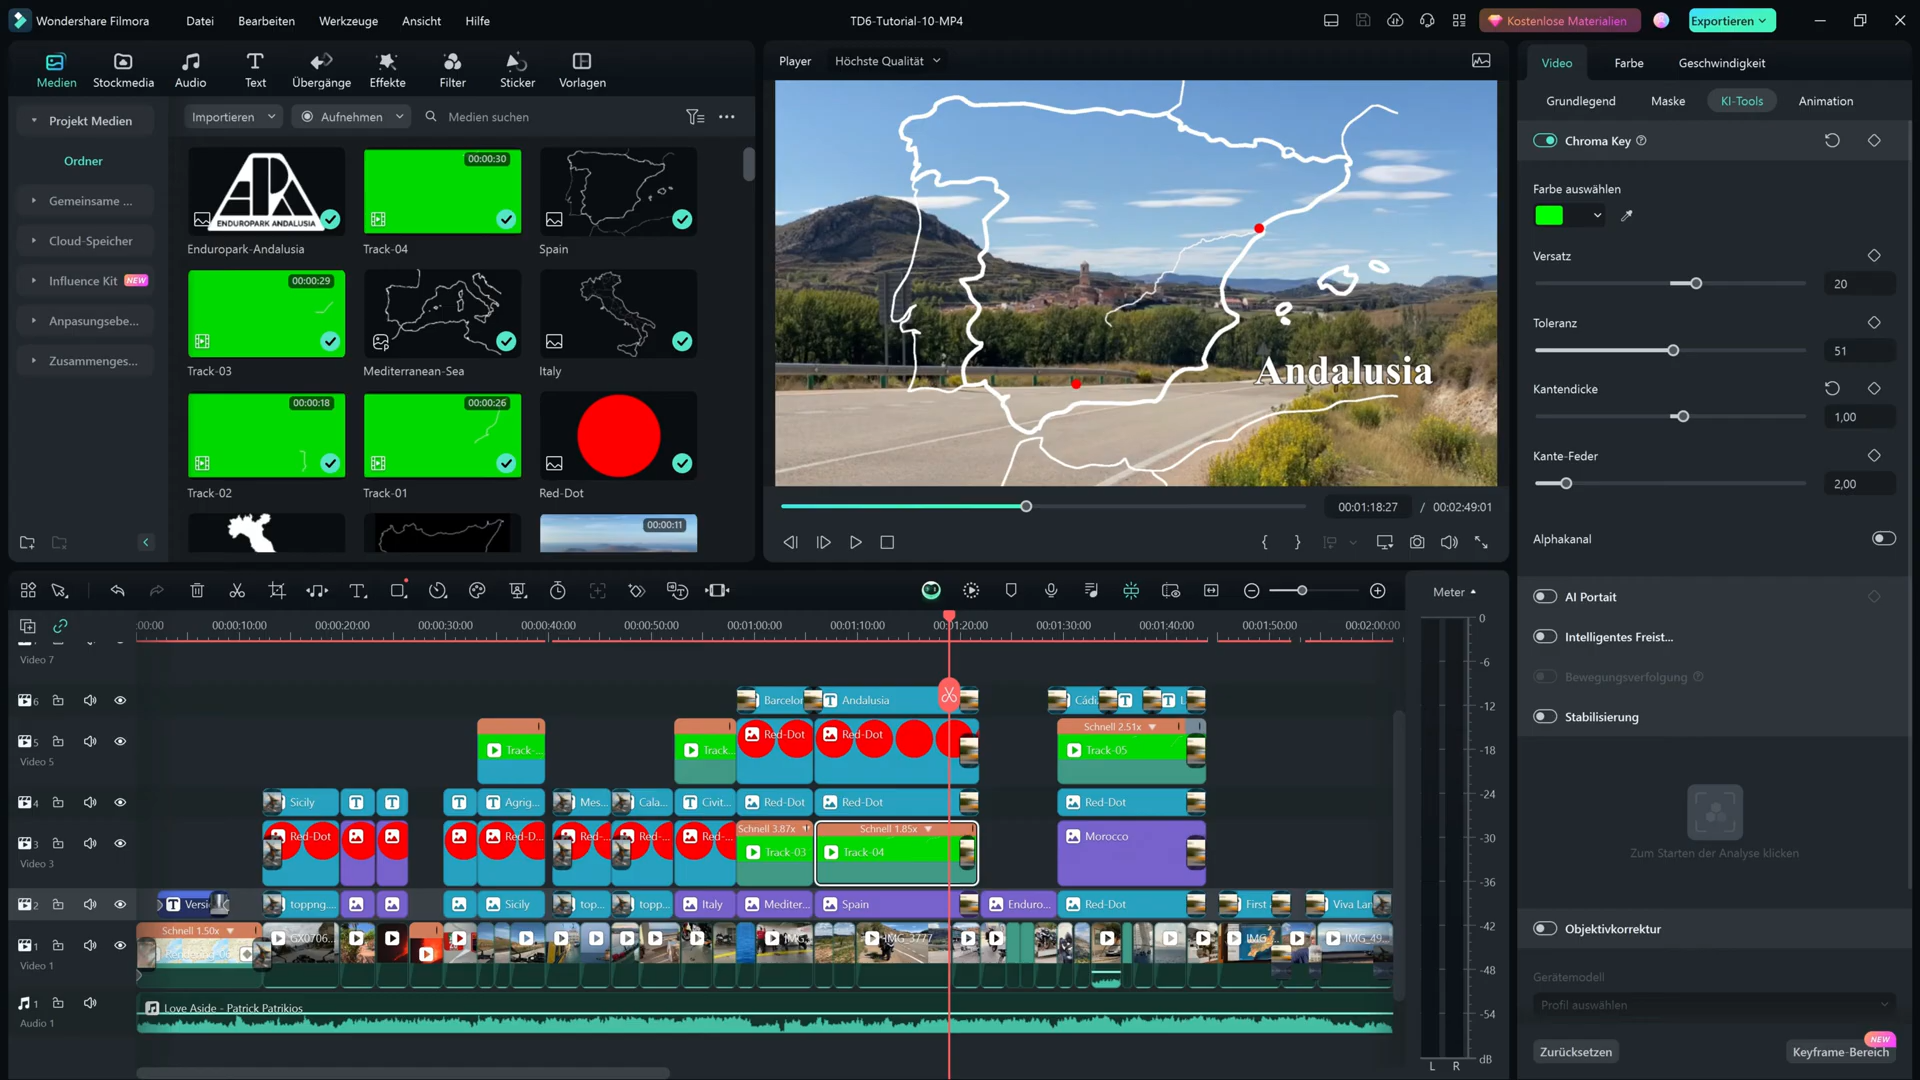 Wondershare Filmora
Datei
Bearbeiten
Werkzeuge
Ansicht
Hilfe
TD6-Tutorial-10-MP4
Kostenlose Materialien
Exportieren
Medien
Stockmedia
Audio
Text
Übergänge
Effekte
Filter
Sticker
Vorlagen
Projekt Medien
Ordner
Gemeinsame ...
Cloud-Speicher
Influence Kit NEW
Anpasungsebe...
Zusammenges...
Importieren
Aufnehmen
Medien suchen
ENDUROPARK ANDALUSIA
Enduropark-Andalusia
00:00:30
Track-04
Spain
00:00:29
Track-03
Mediterranean-Sea
Italy
00:00:18
Track-02
00:00:26
Track-01
Red-Dot
00:00:11
Player
Höchste Qualität
Andalusia
00:01:18:27 / 00:02:49:01
Video
Farbe
Geschwindigkeit
Grundlegend
Maske
KI-Tools
Animation
Chroma Key
Farbe auswählen
Versatz
20
Toleranz
51
Kantendicke
1,00
Kante-Feder
2,00
Alphakanal
AI Portait
Intelligentes Freist...
Bewegungsverfolgung
Stabilisierung
Zum Starten der Analyse klicken
Objektivkorrektur
Gerätemodell
Profil auswählen
Zurücksetzen
NEW
Keyframe-Bereich
Meter
0
-6
-12
-18
-24
-30
-36
-42
-48
-54
dB
L R
:00:00 00:00:10:00 00:00:20:00 00:00:30:00 00:00:40:00 00:00:50:00 00:01:00:00 00:01:10:00 00:01:20:00 00:01:30:00 00:01:40:00 00:01:50:00 00:02:00:00
Video 7
6
Barcelo
Andalusia
Cádi
5
Video 5
Track-...
Track...
Red-Dot
Red-Dot
Schnell 2.51x
Track-05
4
Sicily
Agrig...
Mes...
Cala...
Civit...
Red-Dot
Red-Dot
Red-Dot
3
Video 3
Red-Dot
Red-D...
Red-...
Red-...
Red-...
Schnell 3.87x
Track-03
Schnell 1.85x
Track-04
Morocco
2
Versi
toppng...
Sicily
top...
topp...
Italy
Mediter...
Spain
Enduro...
Red-Dot
First
Viva Lan
1
Video 1
Schnell 1.50x
GX0706
IMG_3777
IMG_49
1
Audio 1
Love Aside - Patrick Patrikios